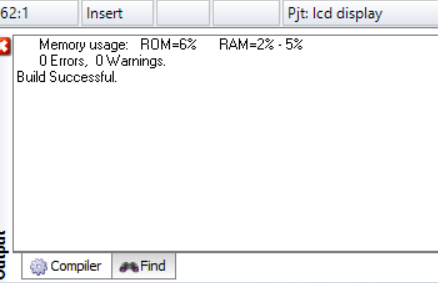 62:1 Insert Pjt: lcd display
Memory usage: ROM=6% RAM=2% - 5%
0 Errors, 0 Warnings.
Build Successful.
Output
Compiler Find